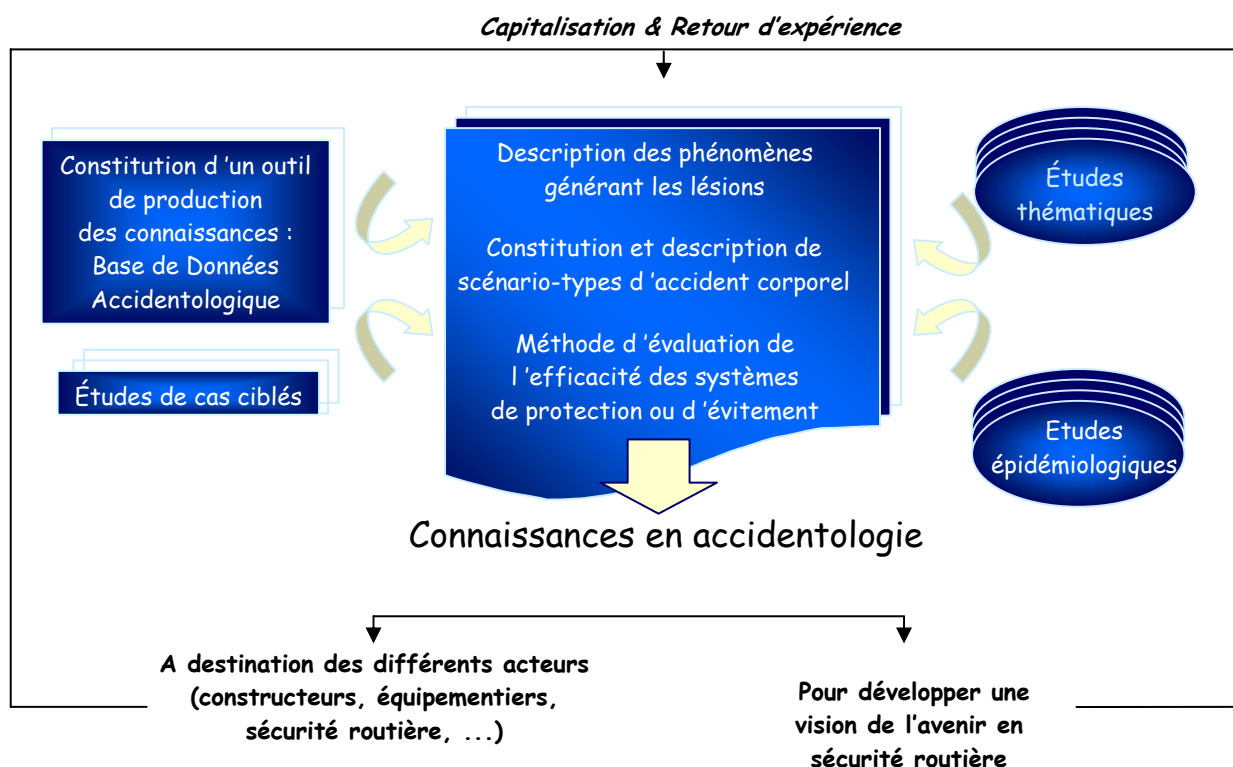 Capitalisation & Retour d'expérience
Constitution d 'un outil
de production
des connaissances :
Base de Données
Accidentologique
Études de cas ciblés
Description des phénomènes
générant les lésions
Constitution et description de
scénario-types d 'accident corporel
Méthode d 'évaluation de
l 'efficacité des systèmes
de protection ou d 'évitement
Études
thématiques
Etudes
épidémiologiques
Connaissances en accidentologie
A destination des différents acteurs
(constructeurs, équipementiers,
sécurité routière, ...)
Pour développer une
vision de l'avenir en
sécurité routière